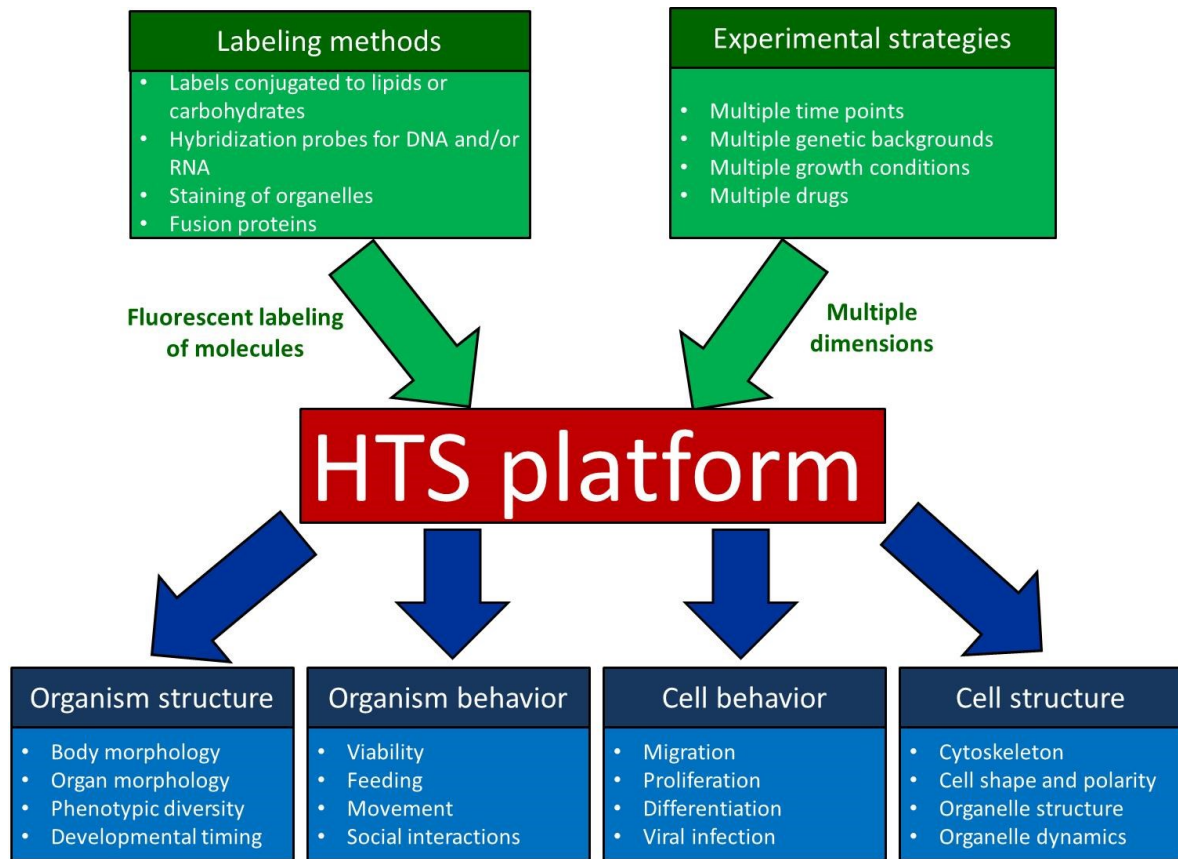 Labeling methods
• Labels conjugated to lipids or
carbohydrates
• Hybridization probes for DNA and/or
RNA
• Staining of organelles
• Fusion proteins
Experimental strategies
• Multiple time points
• Multiple genetic backgrounds
• Multiple growth conditions
• Multiple drugs
Fluorescent labeling
of molecules
Multiple
dimensions
HTS platform
Organism structure
• Body morphology
• Organ morphology
• Phenotypic diversity
• Developmental timing
Organism behavior
• Viability
• Feeding
• Movement
• Social interactions
Cell behavior
• Migration
• Proliferation
• Differentiation
• Viral infection
Cell structure
• Cytoskeleton
• Cell shape and polarity
• Organelle structure
• Organelle dynamics